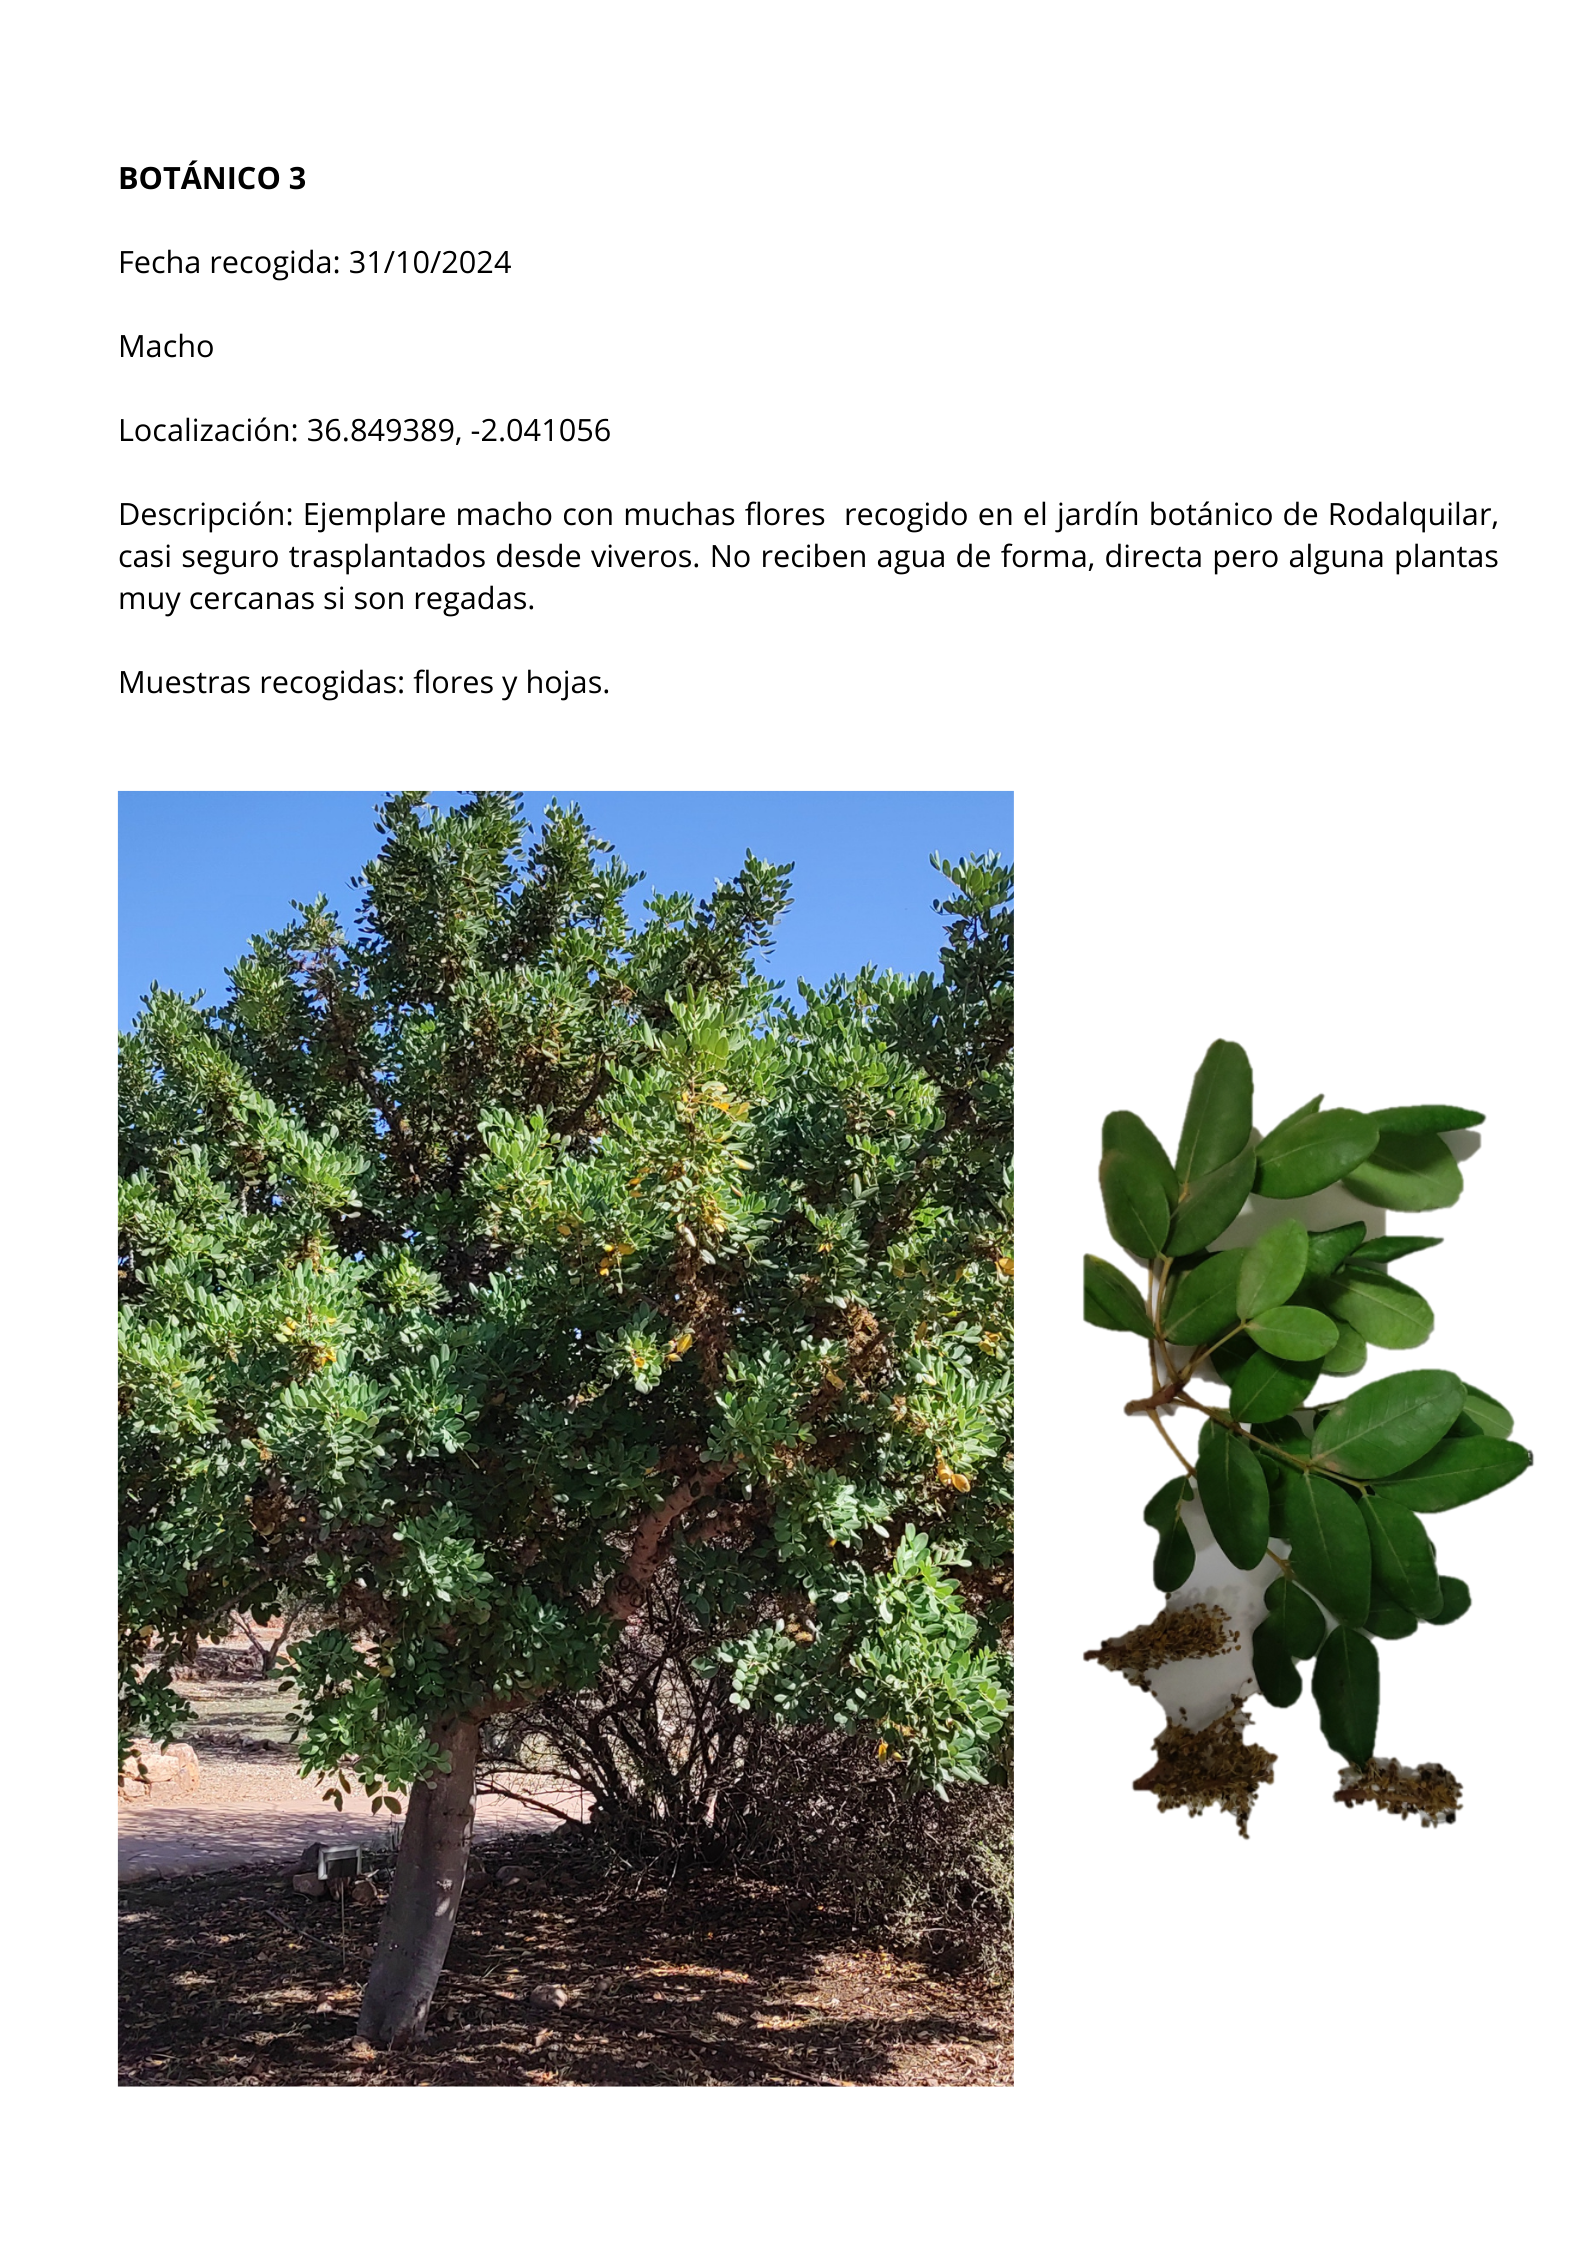 BOTÁNICO 3
Fecha recogida: 31/10/2024
Macho
Localización: 36.849389, -2.041056
Descripción: Ejemplare macho con muchas flores  recogido en el jardín botánico de Rodalquilar,
casi seguro trasplantados desde viveros. No reciben agua de forma, directa pero alguna plantas
muy cercanas si son regadas.
Muestras recogidas: flores y hojas.